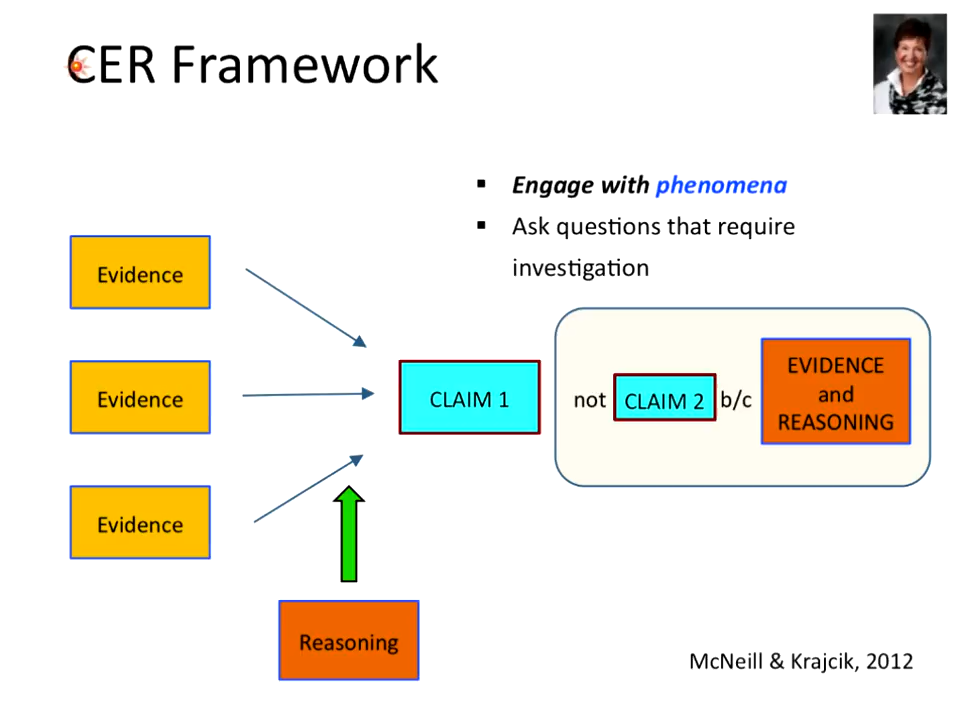 CER Framework
▪ Engage with phenomena
▪ Ask questions that require
investigation
Evidence
Evidence
Evidence
CLAIM 1
not
CLAIM 2
b/c
EVIDENCE
and
REASONING
Reasoning
McNeill & Krajcik, 2012